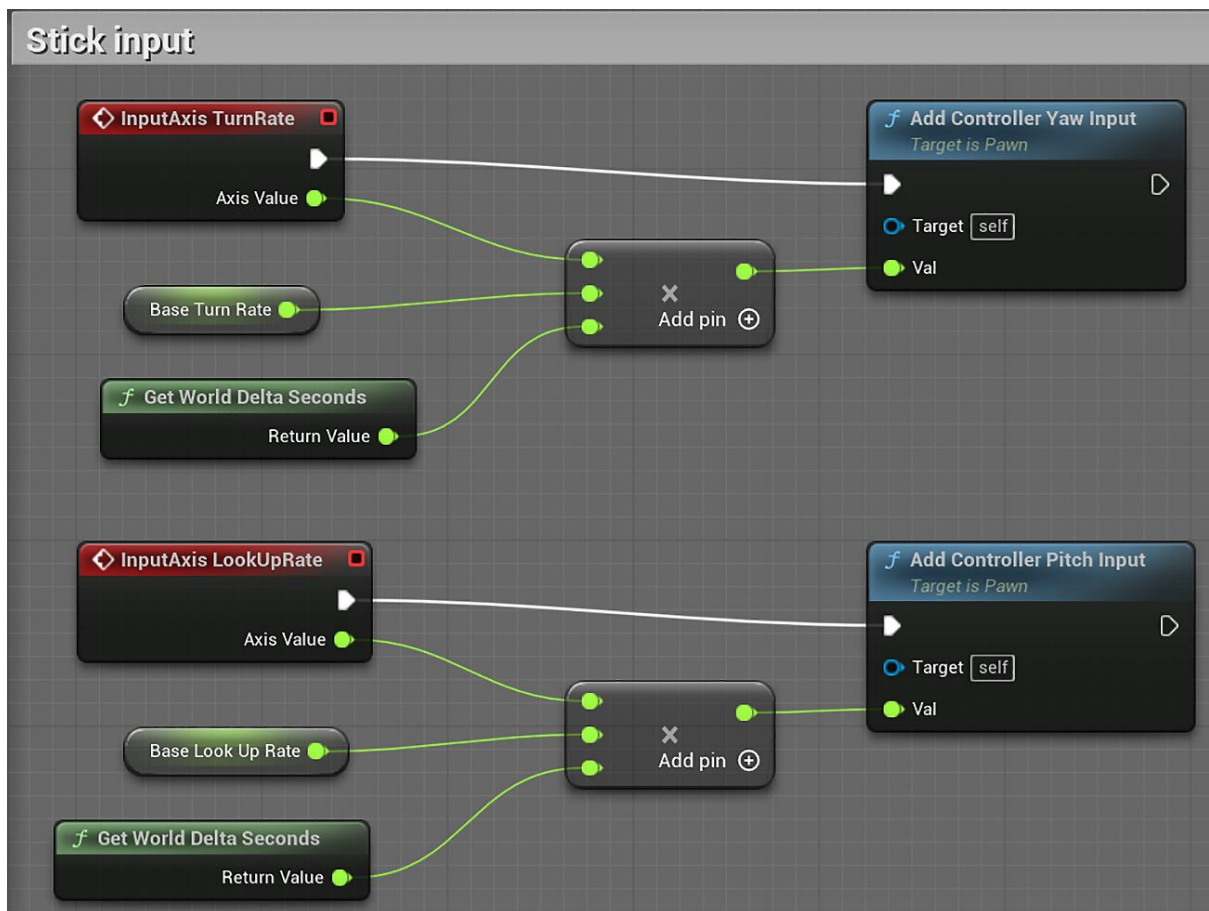 Stick input
InputAxis TurnRate
Axis Value
Base Turn Rate
f Get World Delta Seconds
Return Value
Add pin
f Add Controller Yaw Input
Target is Pawn
Target self
Val
InputAxis LookUpRate
Axis Value
Base Look Up Rate
f Get World Delta Seconds
Return Value
Add pin
f Add Controller Pitch Input
Target is Pawn
Target self
Val